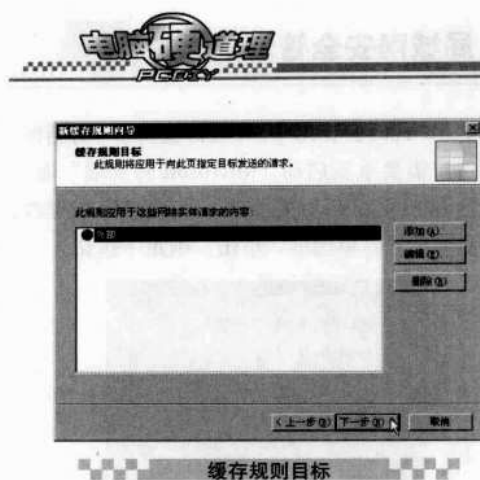 电脑硬道理
PC DIY
新缓存规则向导
缓存规则目标
此规则将应用于向此页指定目标发送的请求。
此规则应用于这些网络实体请求的内容:
添加(A)...
编辑(E)...
删除(R)
< 上一步(B)
下一步(N) >
取消
缓存规则目标